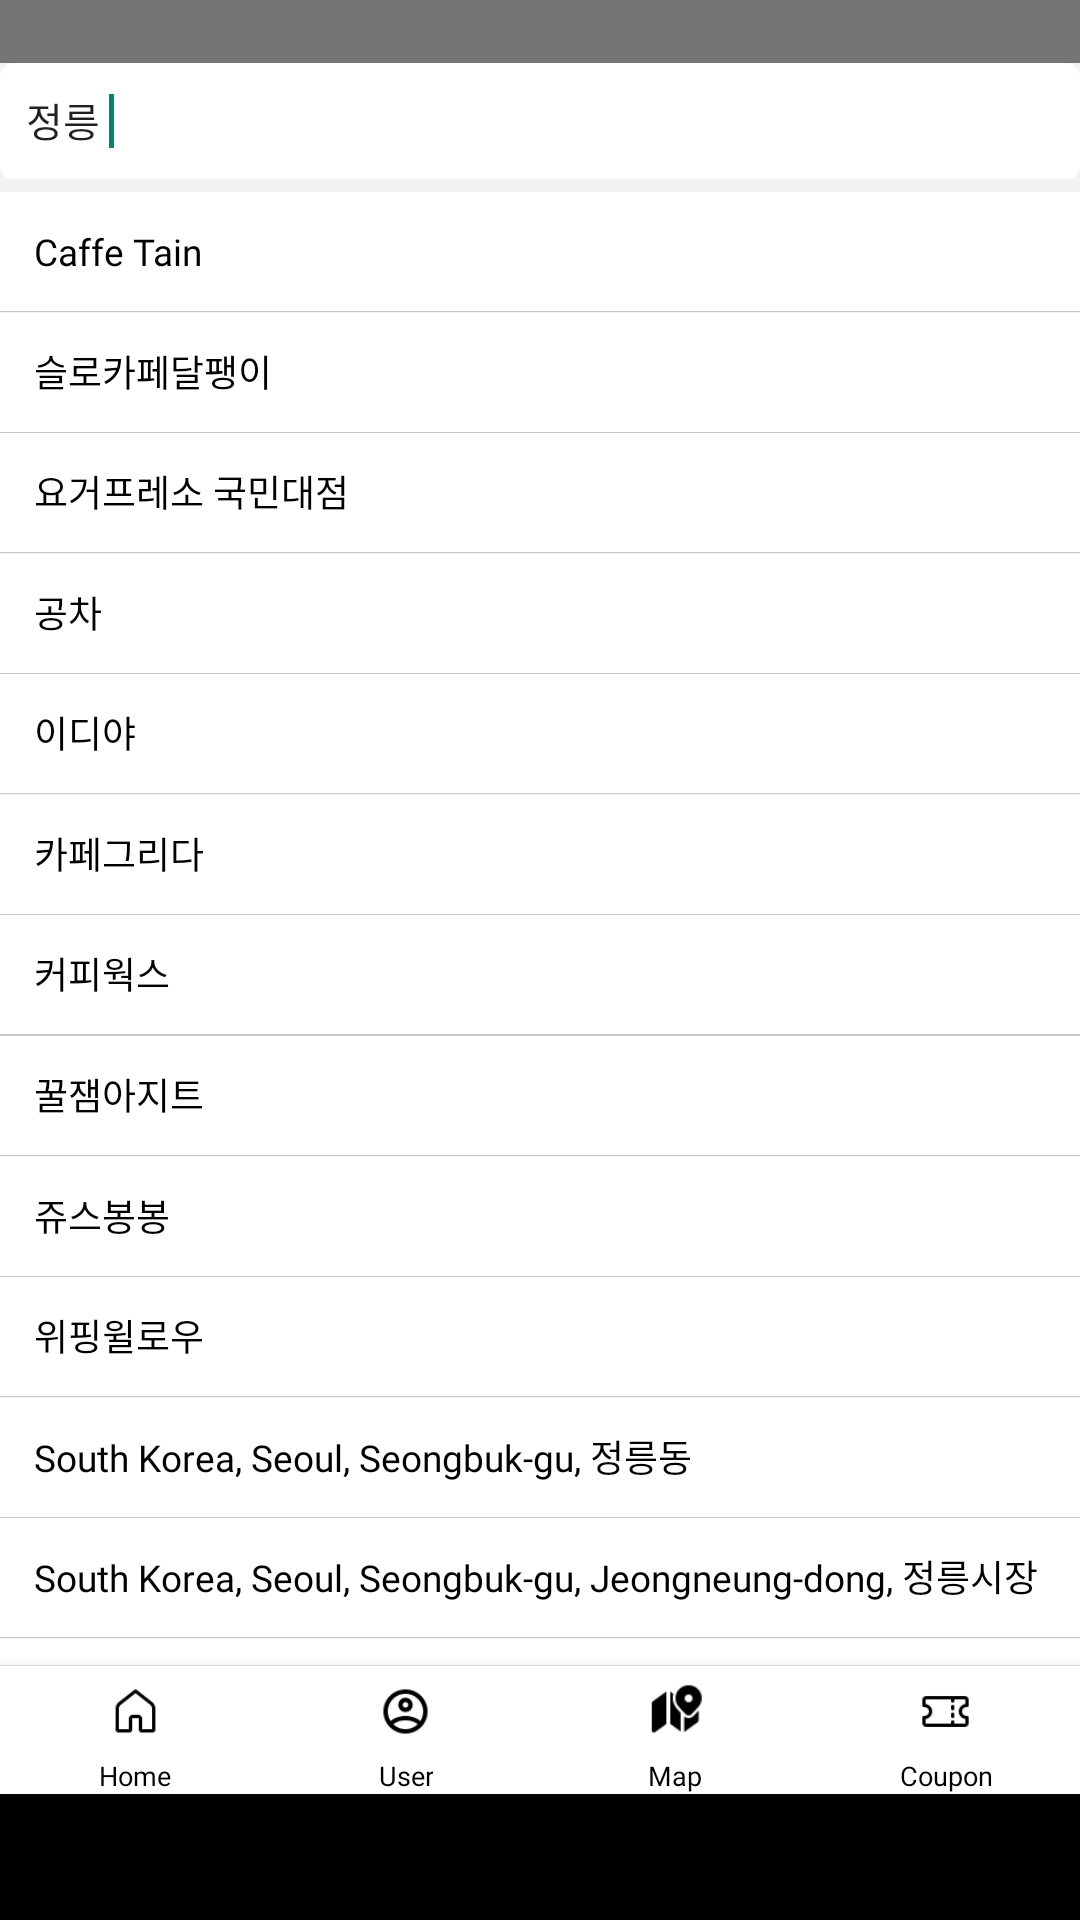 정릉
Caffe Tain
슬로카페달팽이
요거프레소 국민대점
공차
이디야
카페그리다
커피웍스
꿀잼아지트
쥬스봉봉
위핑윌로우
South Korea, Seoul, Seongbuk-gu, 정릉동
South Korea, Seoul, Seongbuk-gu, Jeongneung-dong, 정릉시장
Home User Map Coupon